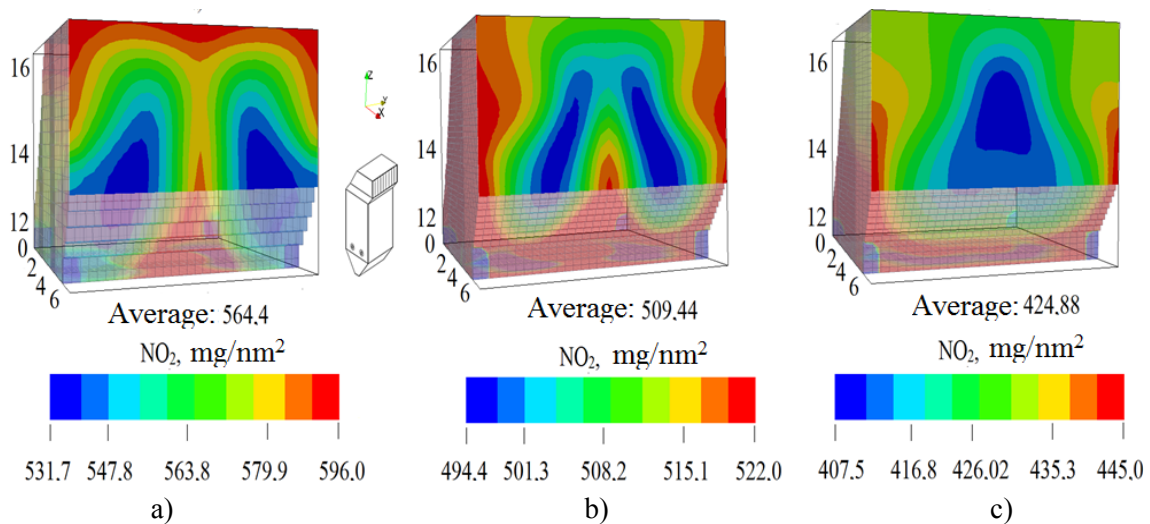 16
14
12
0
2
4
6
Z
Y
X
Average: 564.4
NO₂, mg/nm²
531.7 547.8 563.8 579.9 596.0
a)
16
14
12
0
2
4
6
Average: 509.44
NO₂, mg/nm²
494.4 501.3 508.2 515.1 522.0
b)
16
14
12
0
2
4
6
Average: 424.88
NO₂, mg/nm²
407.5 416.8 426.02 435.3 445.0
c)